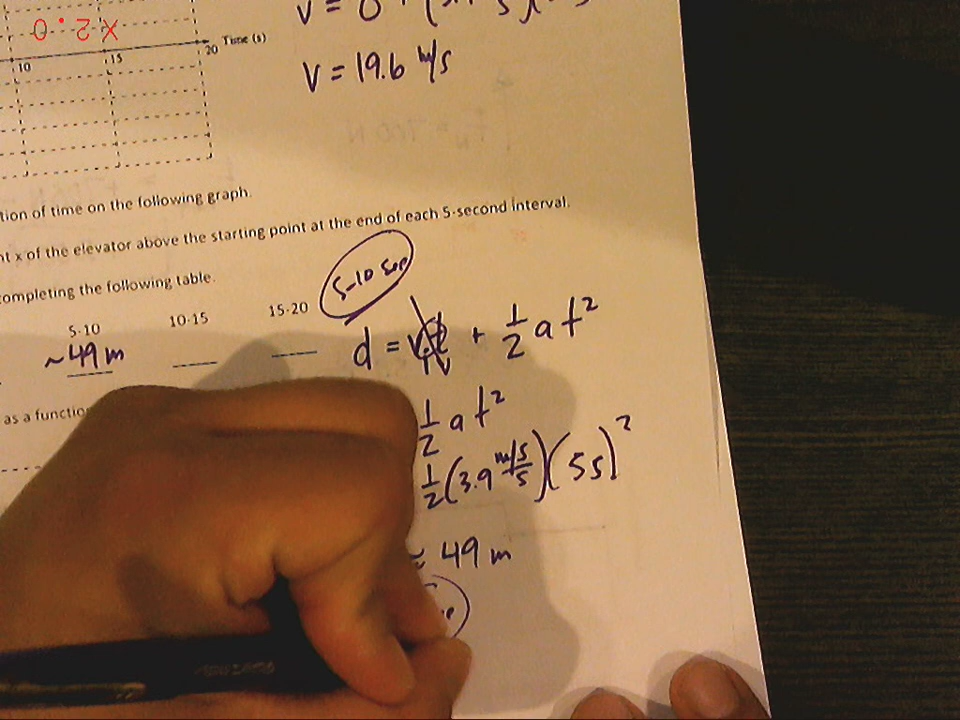 X 2.0
10 15 20 Time (s)
V = 0
V = 19.6 m/s
tion of time on the following graph.
nt x of the elevator above the starting point at the end of each 5-second interval.
completing the following table.
5-10 sec
5-10 10-15 15-20
~49 m
d = + 1/2 a t²
as a function
1/2 a t²
1/2 (3.9 m/s/s)(5s)²
≈ 49 m